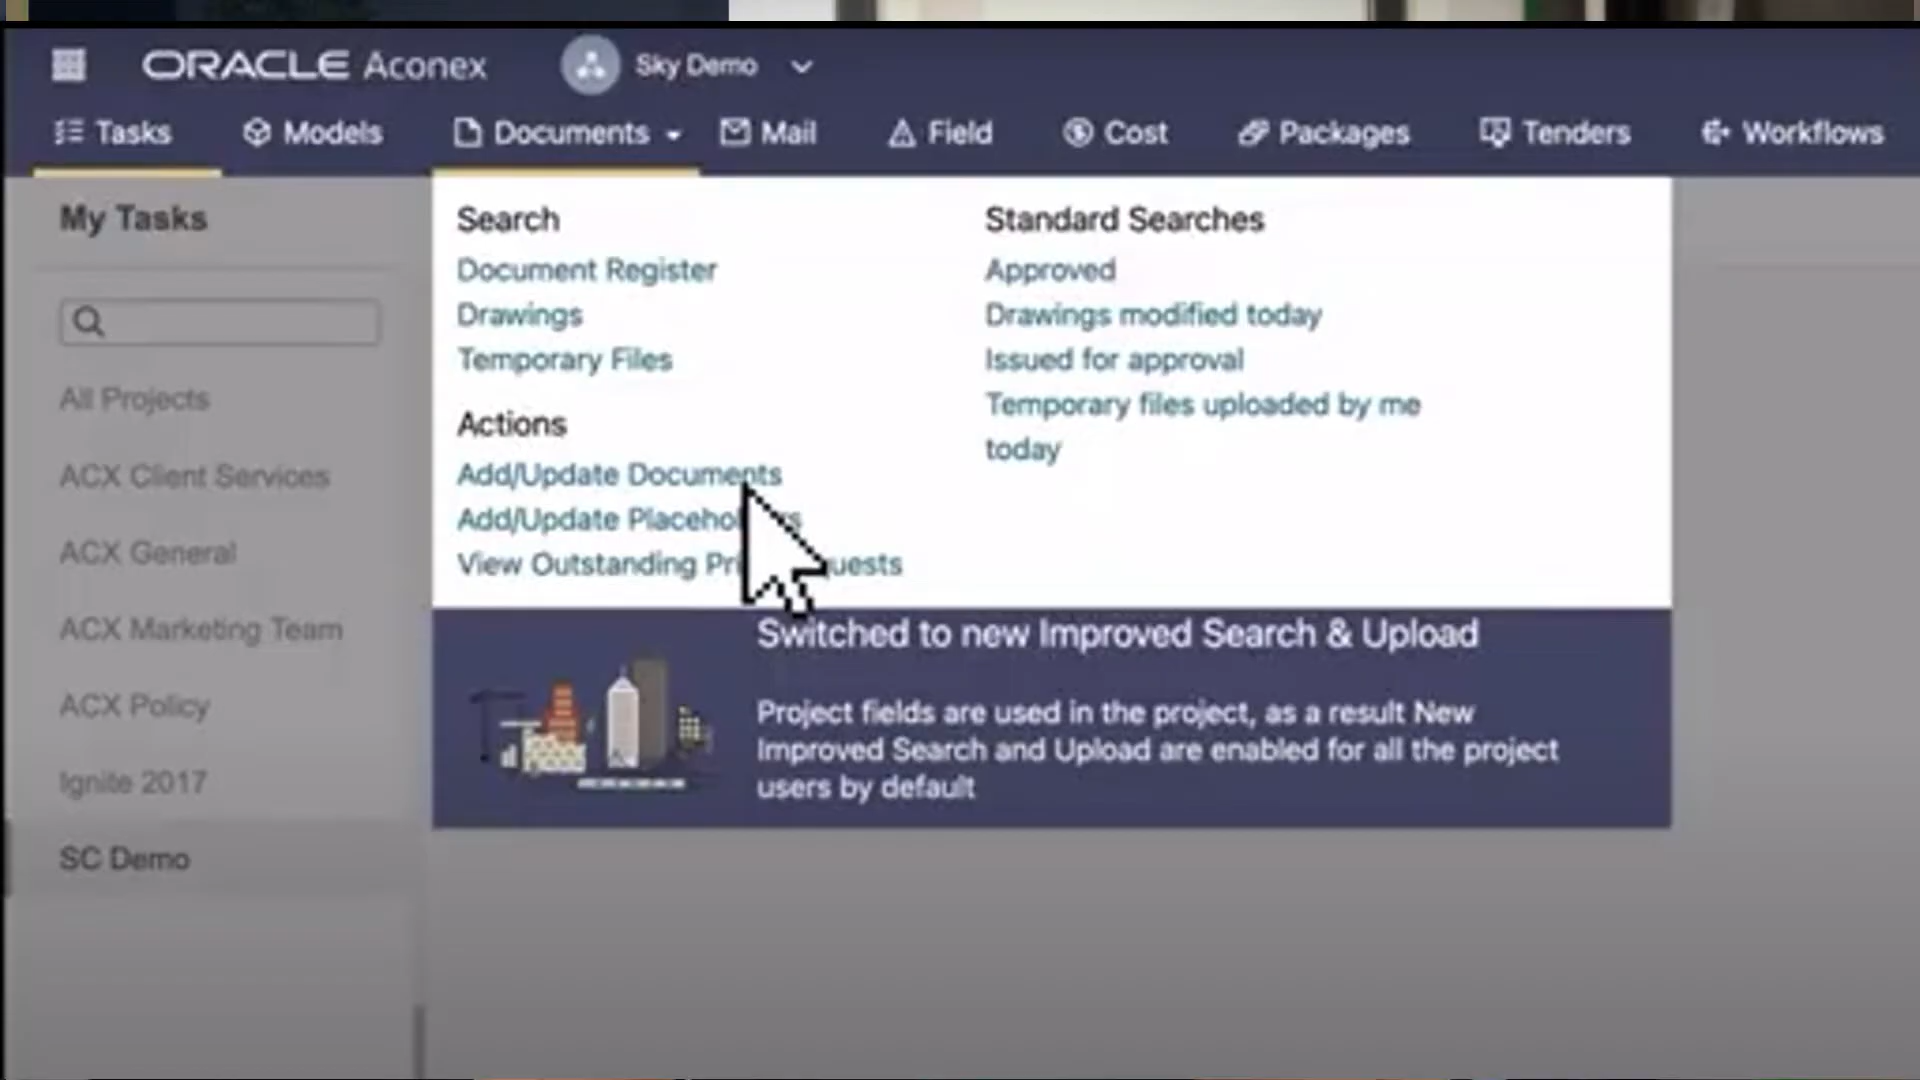 ORACLE Aconex
Sky Demo
Tasks
Models
Documents
Mail
Field
Cost
Packages
Tenders
Workflows
My Tasks
All Projects
ACX Client Services
ACX General
ACX Marketing Team
ACX Policy
Ignite 2017
SC Demo
Search
Document Register
Drawings
Temporary Files
Actions
Add/Update Documents
Add/Update
View Outstanding
Standard Searches
Approved
Drawings modified today
Issued for approval
Temporary files uploaded by me
today
Switched to new Improved Search & Upload
Project fields are used in the project, as a result New
Improved Search and Upload are enabled for all the project
users by default